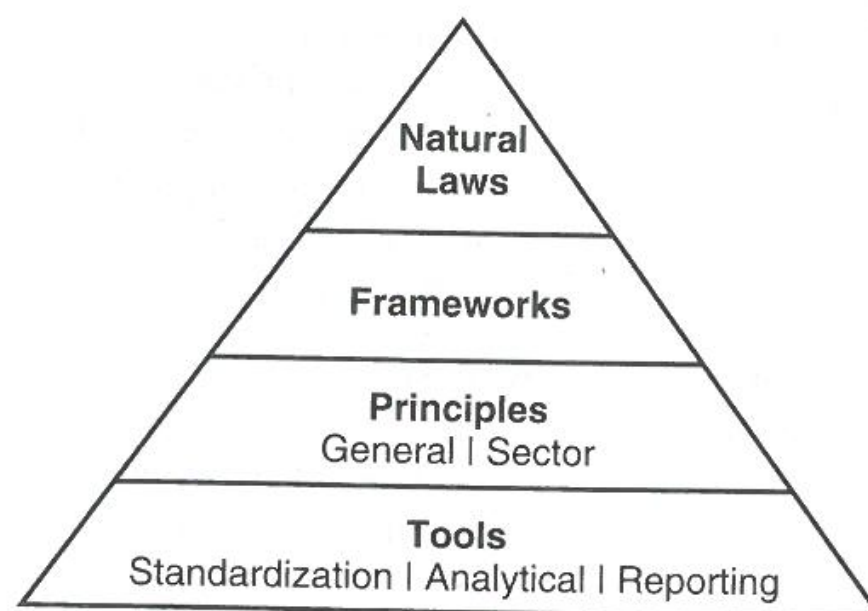 Natural
Laws
Frameworks
Principles
General | Sector
Tools
Standardization | Analytical | Reporting